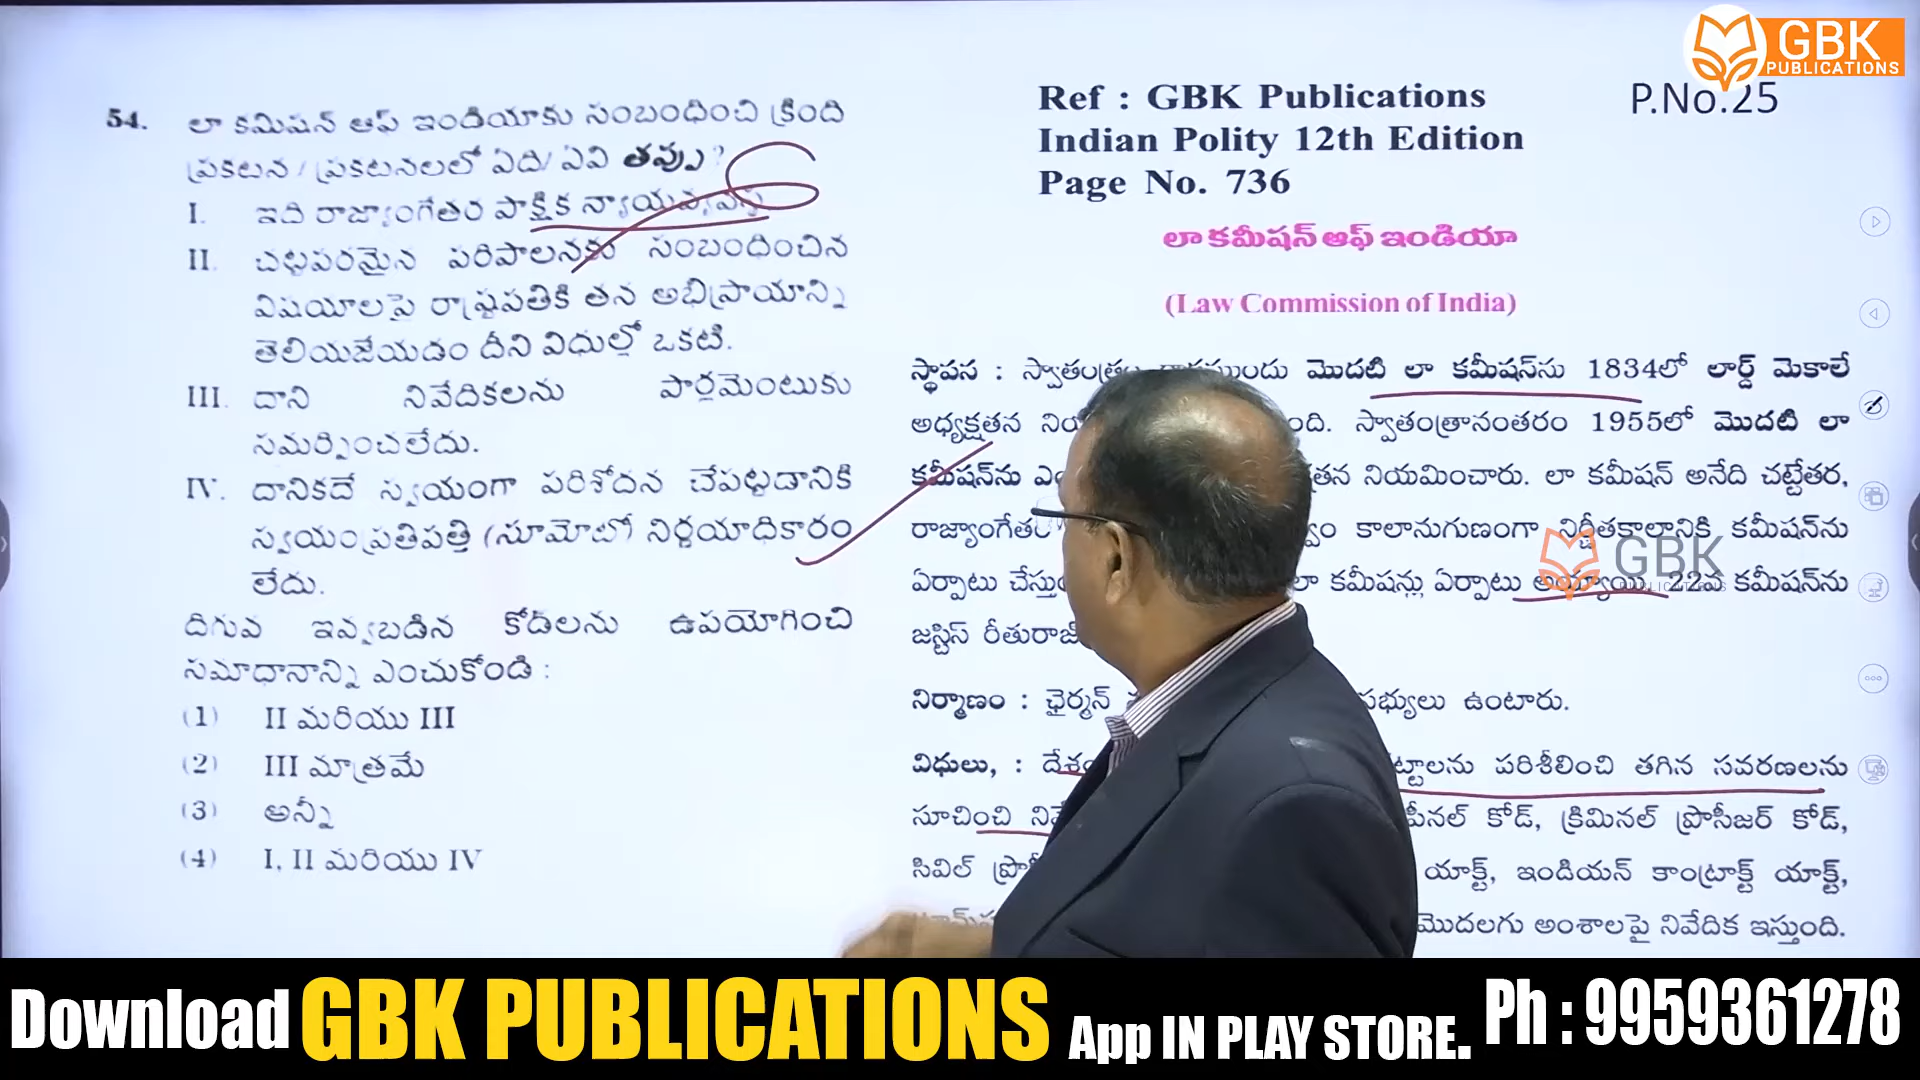 GBK
PUBLICATIONS
P.No.25
54. లా కమిషన్ ఆఫ్ ఇండియాకు సంబంధించి క్రింది
ప్రకటన / ప్రకటనలలో ఏది/ ఏవి తప్పు ?
I. ఇది రాజ్యాంగేతర పాక్షిక
II. చట్టపరమైన పరిపాలనకు సంబంధించిన
విషయాలపై రాష్ట్రపతికి తన అభిప్రాయాన్ని
తెలియజేయడం దీని విధుల్లో ఒకటి.
III. దాని నివేదికలను పార్లమెంటుకు
సమర్పించలేదు.
IV. దానికదే స్వయంగా పరిశోదన చేపట్టడానికి
స్వయంప్రతిపత్తి (సూమోటో) నిర్ణయాధికారం
లేదు.
దిగువ ఇవ్వబడిన కోడ్‌లను ఉపయోగించి
సమాధానాన్ని ఎంచుకోండి :
(1) II మరియు III
(2) III మాత్రమే
(3) అన్నీ
(4) I, II మరియు IV
Ref : GBK Publications
Indian Polity 12th Edition
Page No. 736
లా కమీషన్ ఆఫ్ ఇండియా
(Law Commission of India)
స్థాపన : మొదటి లా కమీషన్‌ను 1834లో లార్డ్ మెకాలే
అధ్యక్షతన స్వాతంత్రానంతరం 1955లో మొదటి లా
కమీషన్‌ను నియమించారు. లా కమీషన్ అనేది చట్టేతర,
కాలానుగుణంగా నిర్ణీతకాలానికి కమీషన్‌ను
ఏర్పాటు లా కమీషన్లు ఏర్పాటు అయ్యాయి. 22వ కమీషన్‌ను
జస్టిస్
నిర్మాణం : ఛైర్మన్ సభ్యులు ఉంటారు.
విధులు, : పరిశీలించి తగిన సవరణలను
సూచించి పీనల్ కోడ్, క్రిమినల్ ప్రొసీజర్ కోడ్,
సివిల్ యాక్ట్, ఇండియన్ కాంట్రాక్ట్ యాక్ట్,
మొదలగు అంశాలపై నివేదిక ఇస్తుంది.
GBK
PUBLICATIONS
Download GBK PUBLICATIONS App IN PLAY STORE. Ph : 9959361278